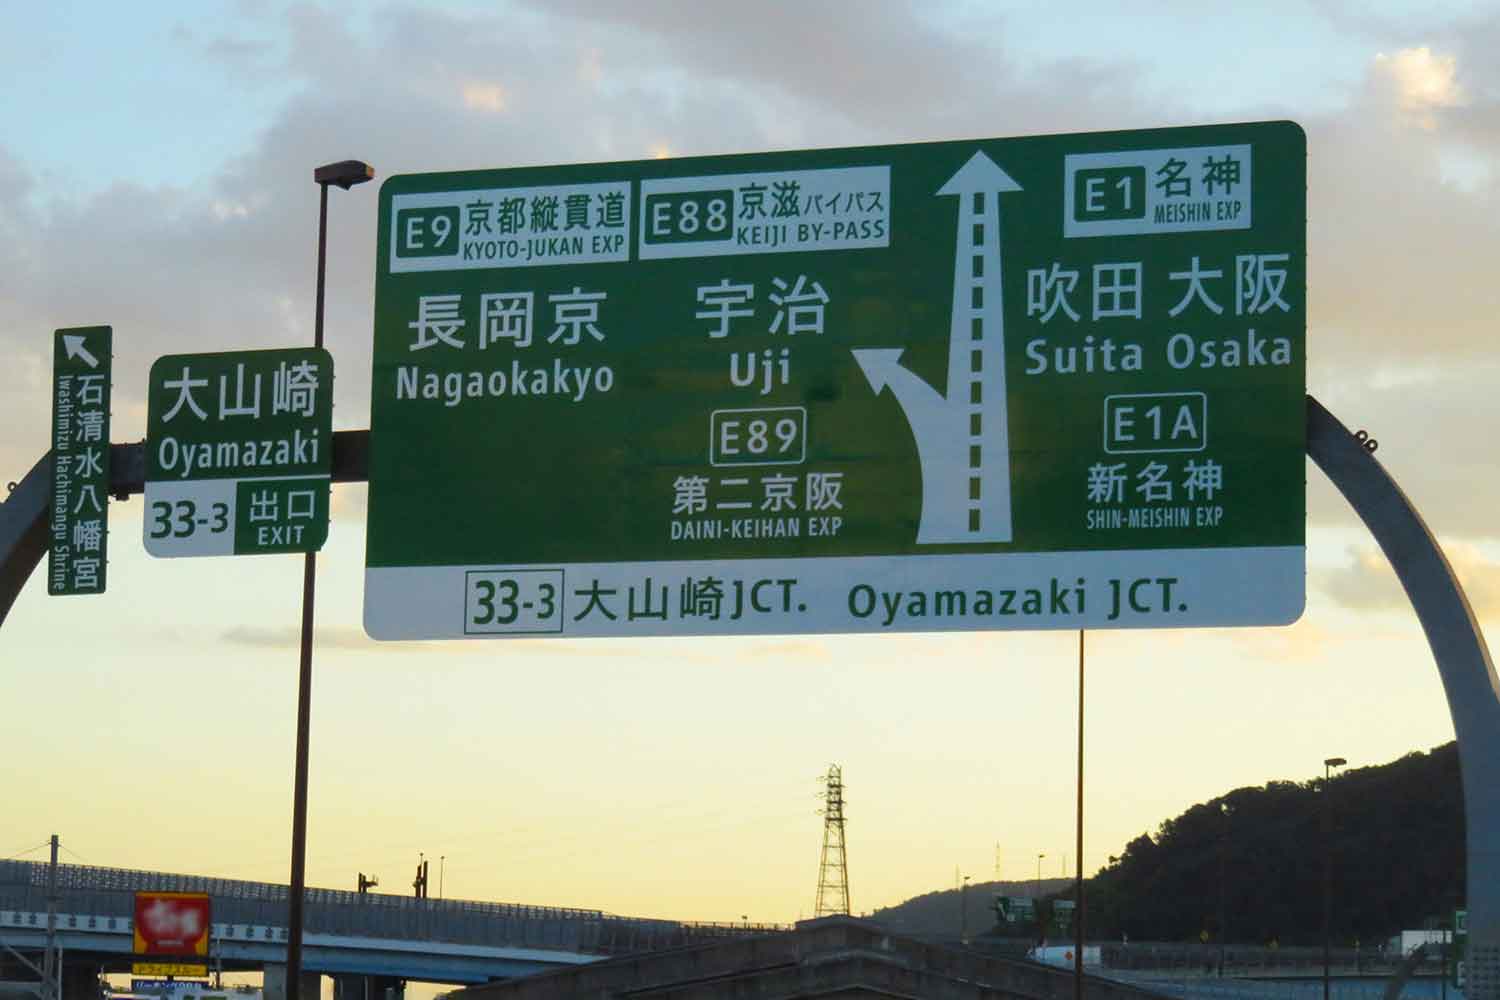 石清水八幡宮
Iwashimizu Hachimangu Shrine
大山崎
Oyamazaki
33-3 出口
EXIT
E9 京都縦貫道
KYOTO-JUKAN EXP
E88 京滋バイパス
KEIJI BY-PASS
長岡京
Nagaokakyo
宇治
Uji
E89
第二京阪
DAINI-KEIHAN EXP
E1 名神
MEISHIN EXP
吹田 大阪
Suita Osaka
E1A
新名神
SHIN-MEISHIN EXP
33-3 大山崎JCT. Oyamazaki JCT.